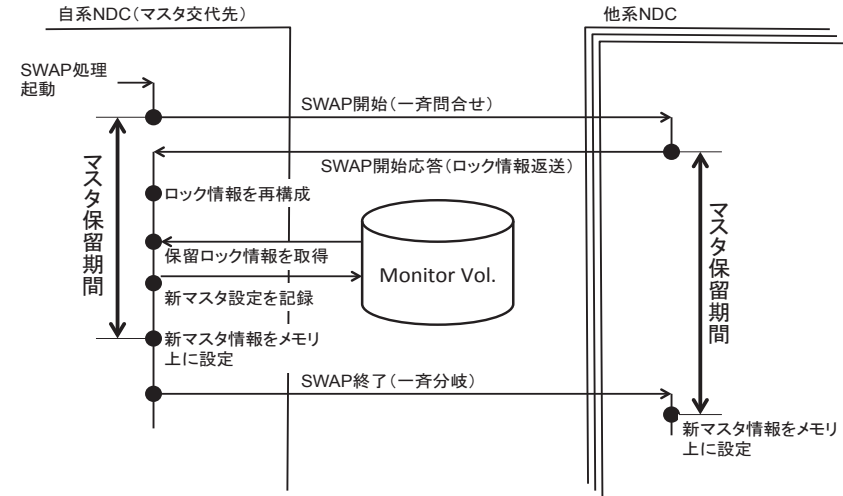 自系NDC（マスタ交代先）
他系NDC
SWAP処理
起動
SWAP開始（一斉問合せ）
SWAP開始応答（ロック情報返送）
マスタ保留期間
ロック情報を再構成
マスタ保留期間
保留ロック情報を取得
Monitor Vol.
新マスタ設定を記録
新マスタ情報をメモリ
上に設定
SWAP終了（一斉分岐）
新マスタ情報をメモリ
上に設定